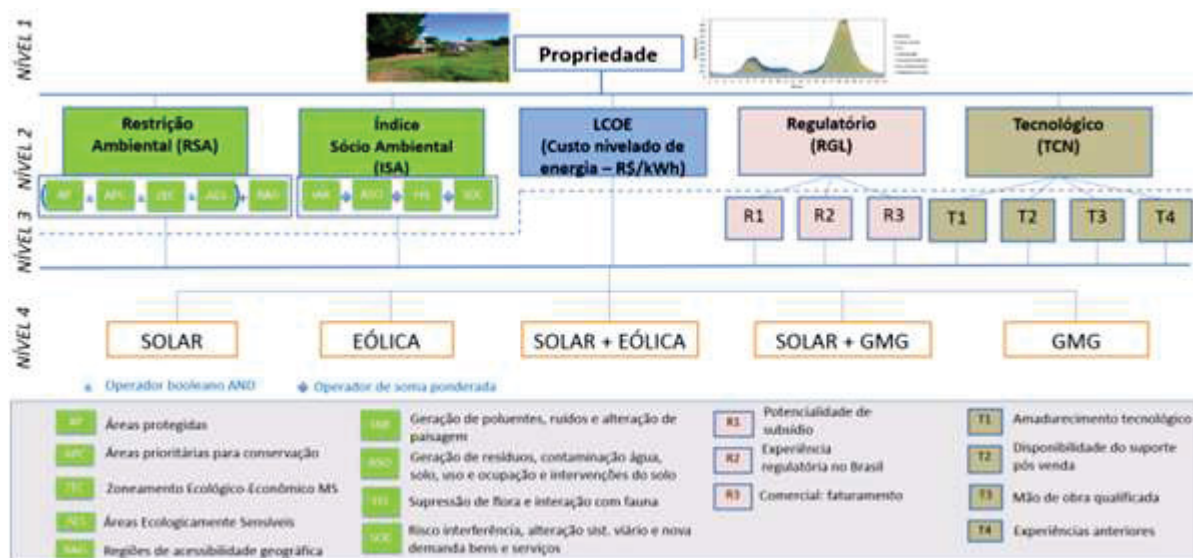 NÍVEL 1
Propriedade
NÍVEL 2
Restrição
Ambiental (RSA)
Índice
Sócio Ambiental
(ISA)
LCOE
(Custo nivelado de
energia – R$/kWh)
Regulatório
(RGL)
Tecnológico
(TCN)
NÍVEL 3
R1
R2
R3
T1
T2
T3
T4
NÍVEL 4
SOLAR
EÓLICA
SOLAR + EÓLICA
SOLAR + GMG
GMG
Operador booleano AND
Operador de soma ponderada
AP
Áreas protegidas
APC
Áreas prioritárias para conservação
ZEE
Zoneamento Ecológico-Econômico MS
AES
Áreas Ecologicamente Sensíveis
RAG
Regiões de acessibilidade geográfica
Geração de poluentes, ruídos e alteração de
paisagem
Geração de resíduos, contaminação água,
solo, uso e ocupação e intervenções do solo
Supressão de flora e interação com fauna
Risco interferência, alteração sist. viário e nova
demanda bens e serviços
R1
Potencialidade de
subsídio
R2
Experiência
regulatória no Brasil
R3
Comercial: faturamento
T1
Amadurecimento tecnológico
T2
Disponibilidade do suporte
pós venda
T3
Mão de obra qualificada
T4
Experiências anteriores